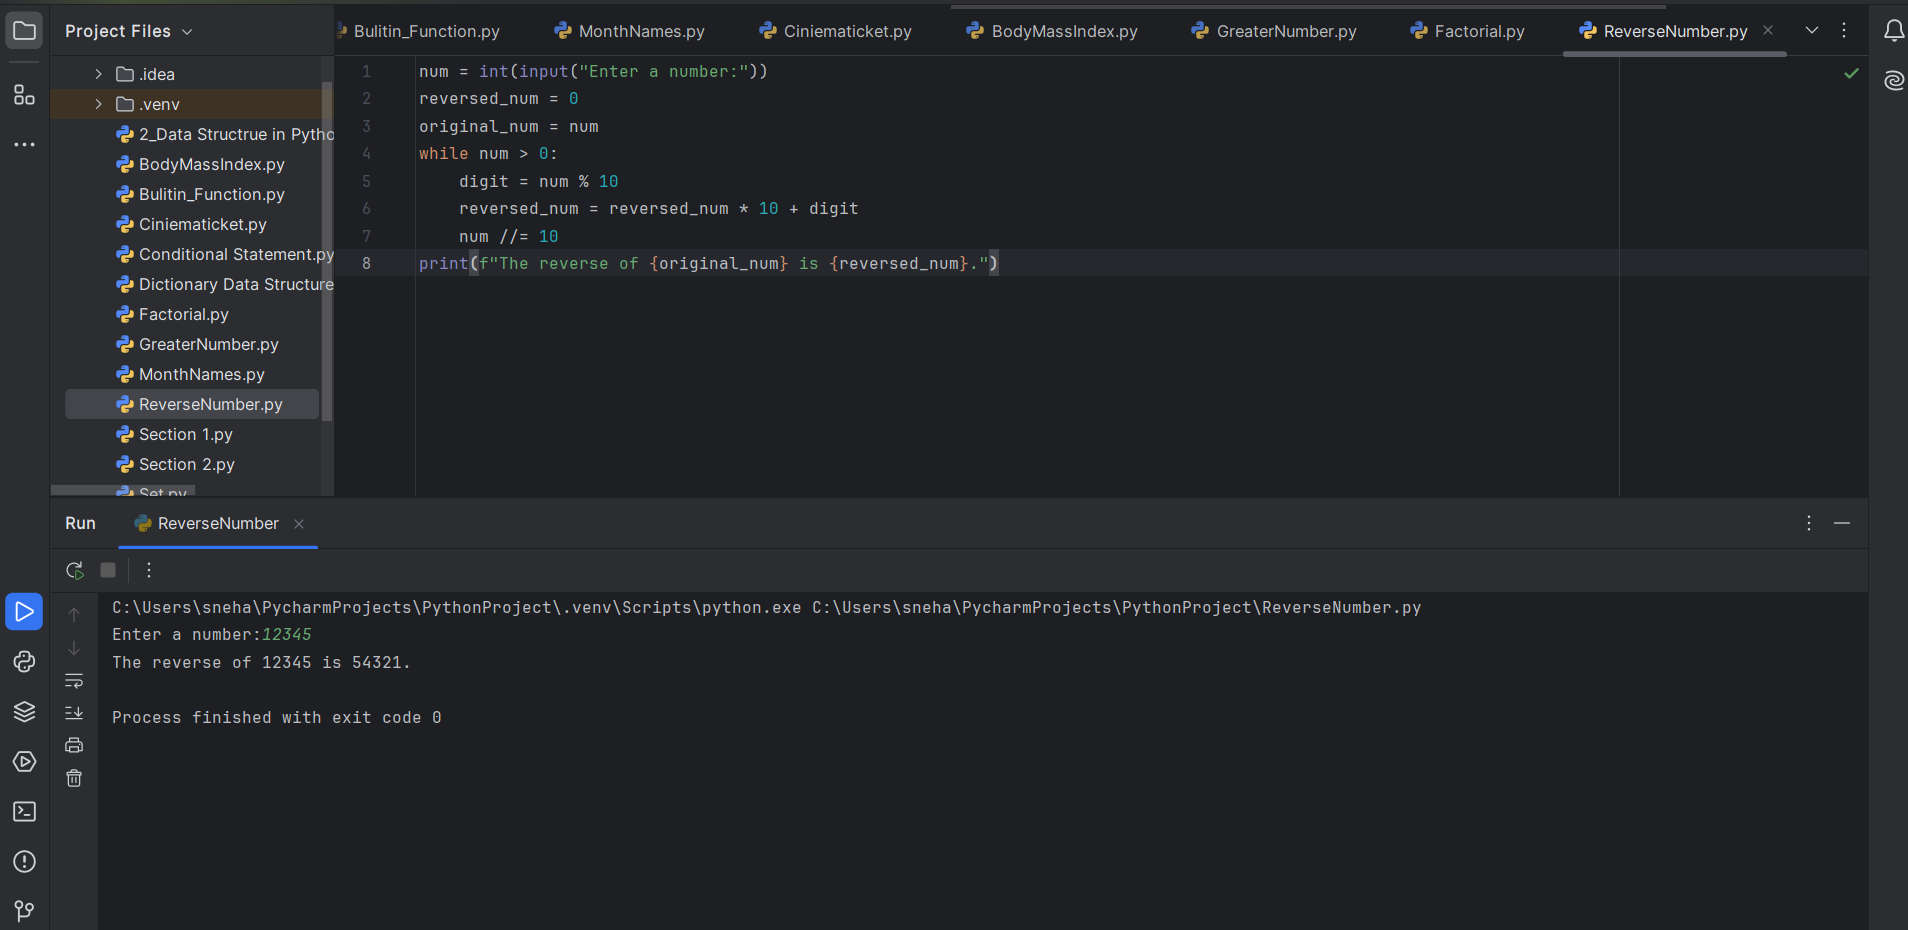 Project Files
Bulitin_Function.py MonthNames.py Ciniematicket.py BodyMassIndex.py GreaterNumber.py Factorial.py ReverseNumber.py
.idea
.venv
2_Data Structrue in Pytho
BodyMassIndex.py
Bulitin_Function.py
Ciniematicket.py
Conditional Statement.py
Dictionary Data Structure
Factorial.py
GreaterNumber.py
MonthNames.py
ReverseNumber.py
Section 1.py
Section 2.py
Set.py
1 num = int(input("Enter a number:"))
2 reversed_num = 0
3 original_num = num
4 while num > 0:
5     digit = num % 10
6     reversed_num = reversed_num * 10 + digit
7     num //= 10
8 print(f"The reverse of {original_num} is {reversed_num}.")
Run ReverseNumber
C:\Users\sneha\PycharmProjects\PythonProject\.venv\Scripts\python.exe C:\Users\sneha\PycharmProjects\PythonProject\ReverseNumber.py
Enter a number:12345
The reverse of 12345 is 54321.
Process finished with exit code 0